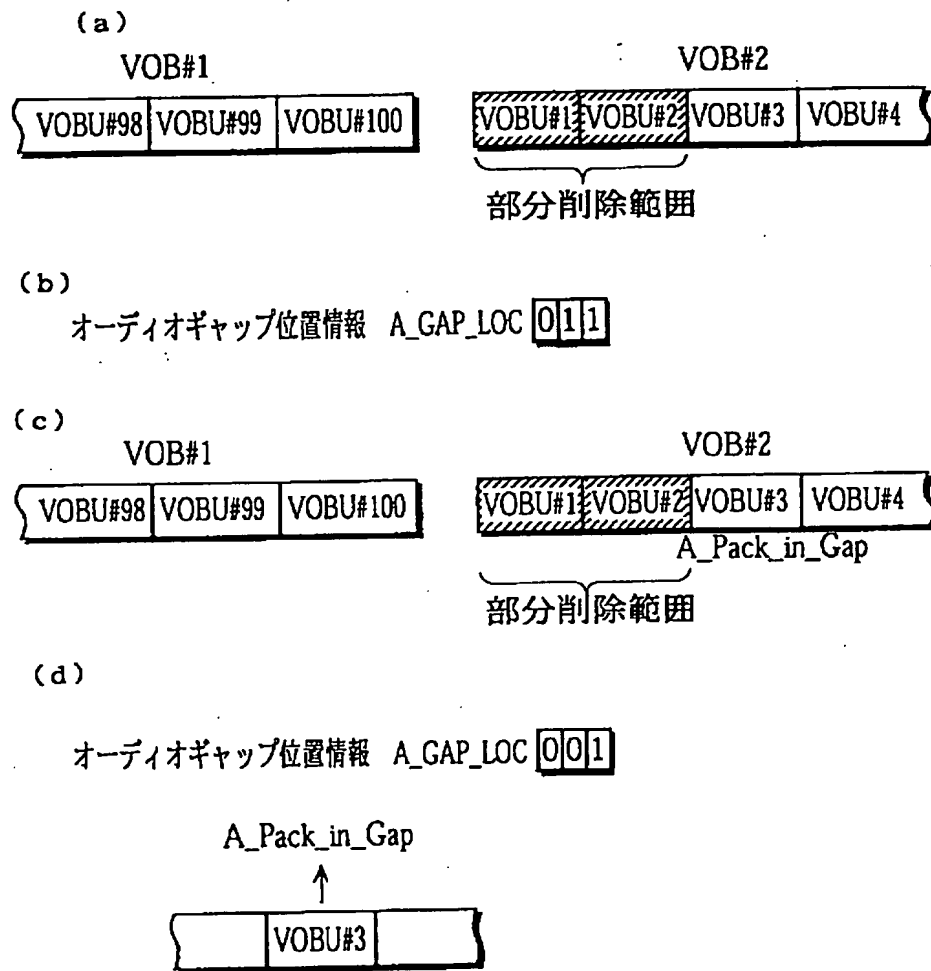 (a)
VOB#1 VOB#2
VOBU#98 VOBU#99 VOBU#100 VOBU#1 VOBU#2 VOBU#3 VOBU#4
部分削除範囲
(b)
オーディオギャップ位置情報 A_GAP_LOC 0 1 1
(c)
VOB#1 VOB#2
VOBU#98 VOBU#99 VOBU#100 VOBU#1 VOBU#2 VOBU#3 VOBU#4
A_Pack_in_Gap
部分削除範囲
(d)
オーディオギャップ位置情報 A_GAP_LOC 0 0 1
A_Pack_in_Gap
VOBU#3